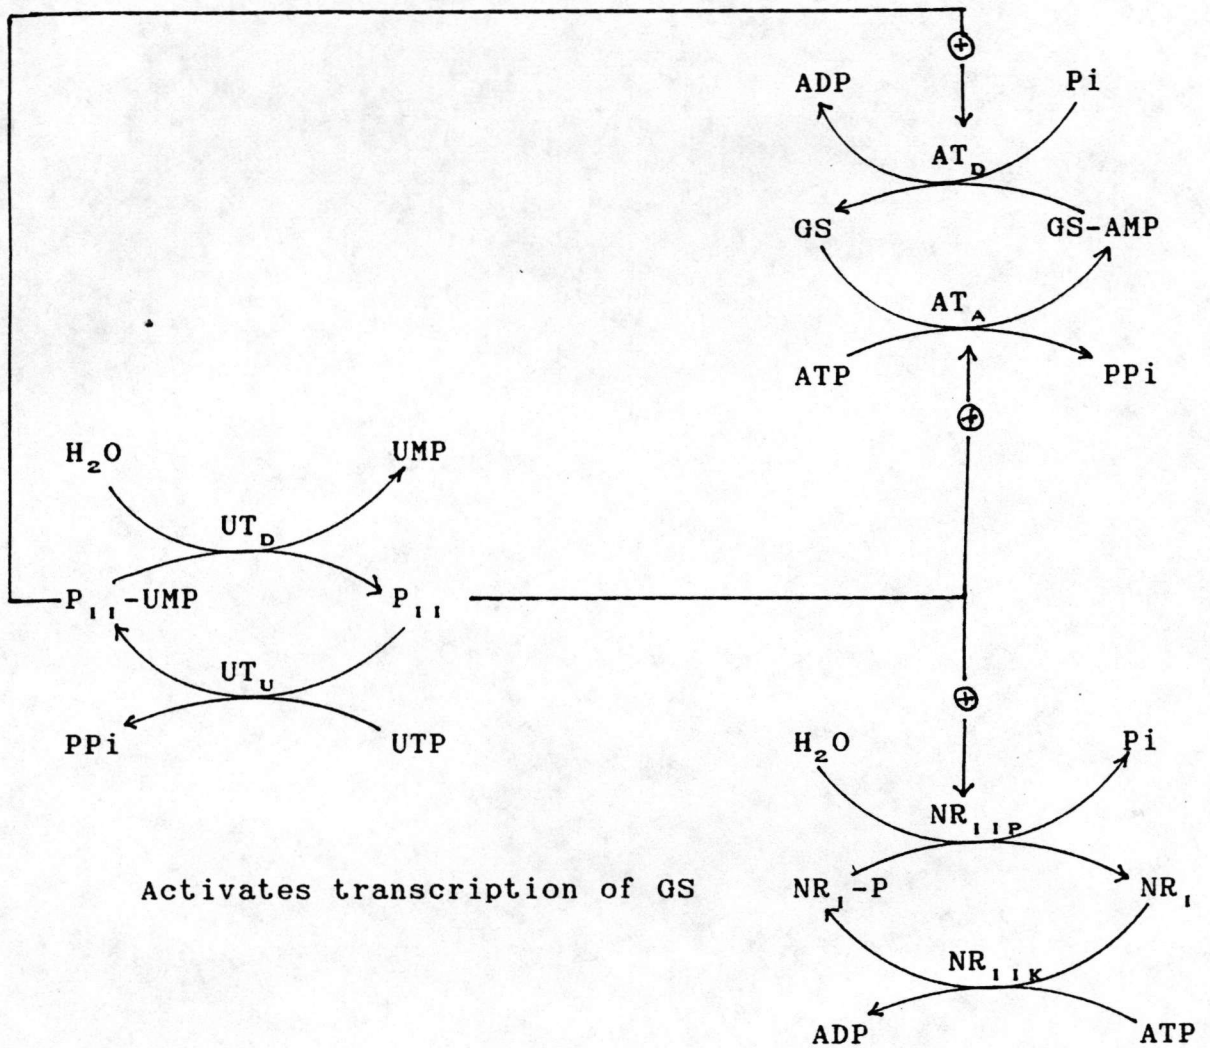 ⊕
ADP Pi
AT_D
GS GS-AMP
AT_A
ATP PPi
⊕
H₂O UMP
UT_D
P_II-UMP P_II
UT_U
PPi UTP
⊕
H₂O Pi
NR_IIP
Activates transcription of GS NR_I-P NR_I
NR_IIK
ADP ATP